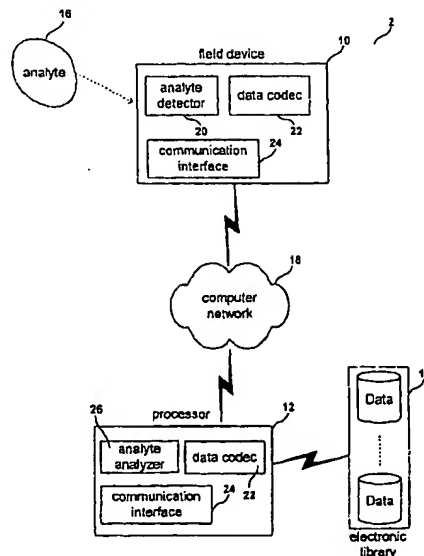 16
analyte
10
2
field device
analyte detector
data codec
20
22
24
communication interface
computer network
18
processor
12
26
analyte analyzer
data codec
24
22
communication interface
Data
Data
electronic library